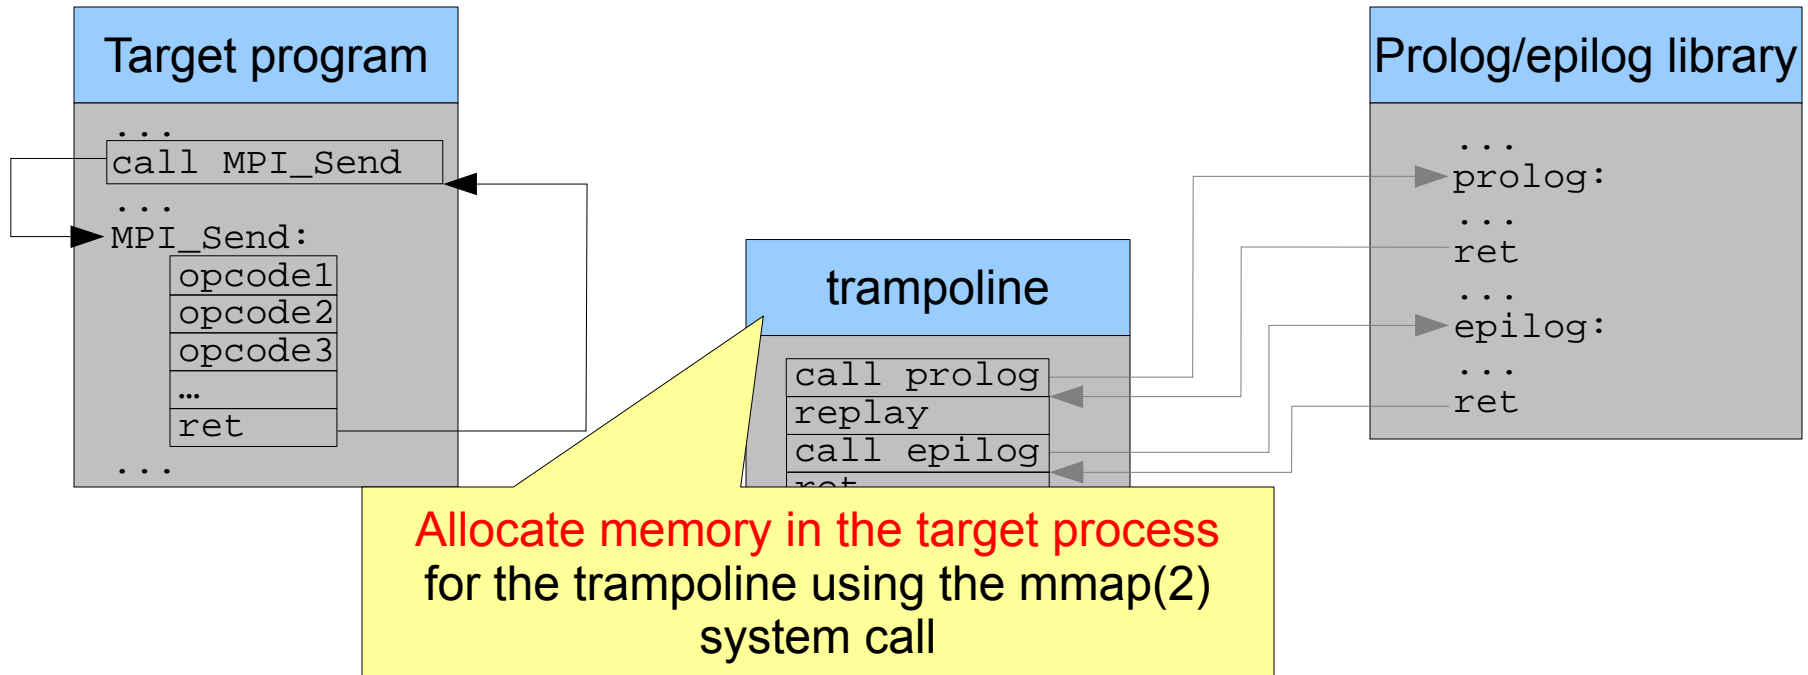 Target program
...
call MPI_Send
...
MPI_Send:
opcode1
opcode2
opcode3
…
ret
...
trampoline
call prolog
replay
call epilog
ret
Prolog/epilog library
...
prolog:
...
ret
...
epilog:
...
ret
Allocate memory in the target process
for the trampoline using the mmap(2)
system call